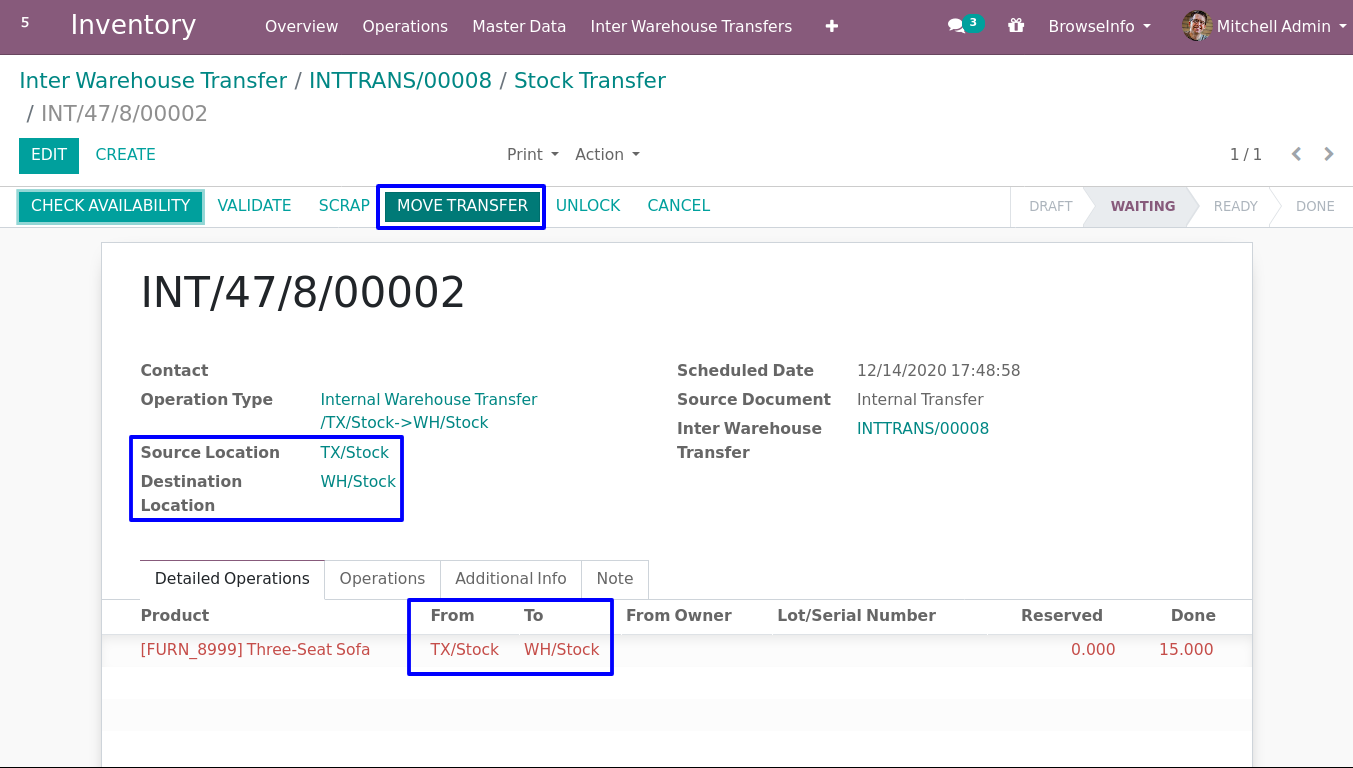 5 Inventory Overview Operations Master Data Inter Warehouse Transfers + 3 BrowseInfo Mitchell Admin
Inter Warehouse Transfer / INTTRANS/00008 / Stock Transfer
/ INT/47/8/00002
EDIT CREATE Print Action 1 / 1
CHECK AVAILABILITY VALIDATE SCRAP MOVE TRANSFER UNLOCK CANCEL DRAFT WAITING READY DONE
INT/47/8/00002
Contact
Operation Type Internal Warehouse Transfer
/TX/Stock->WH/Stock
Source Location TX/Stock
Destination WH/Stock
Location
Scheduled Date 12/14/2020 17:48:58
Source Document Internal Transfer
Inter Warehouse INTTRANS/00008
Transfer
Detailed Operations Operations Additional Info Note
Product From To From Owner Lot/Serial Number Reserved Done
[FURN_8999] Three-Seat Sofa TX/Stock WH/Stock 0.000 15.000